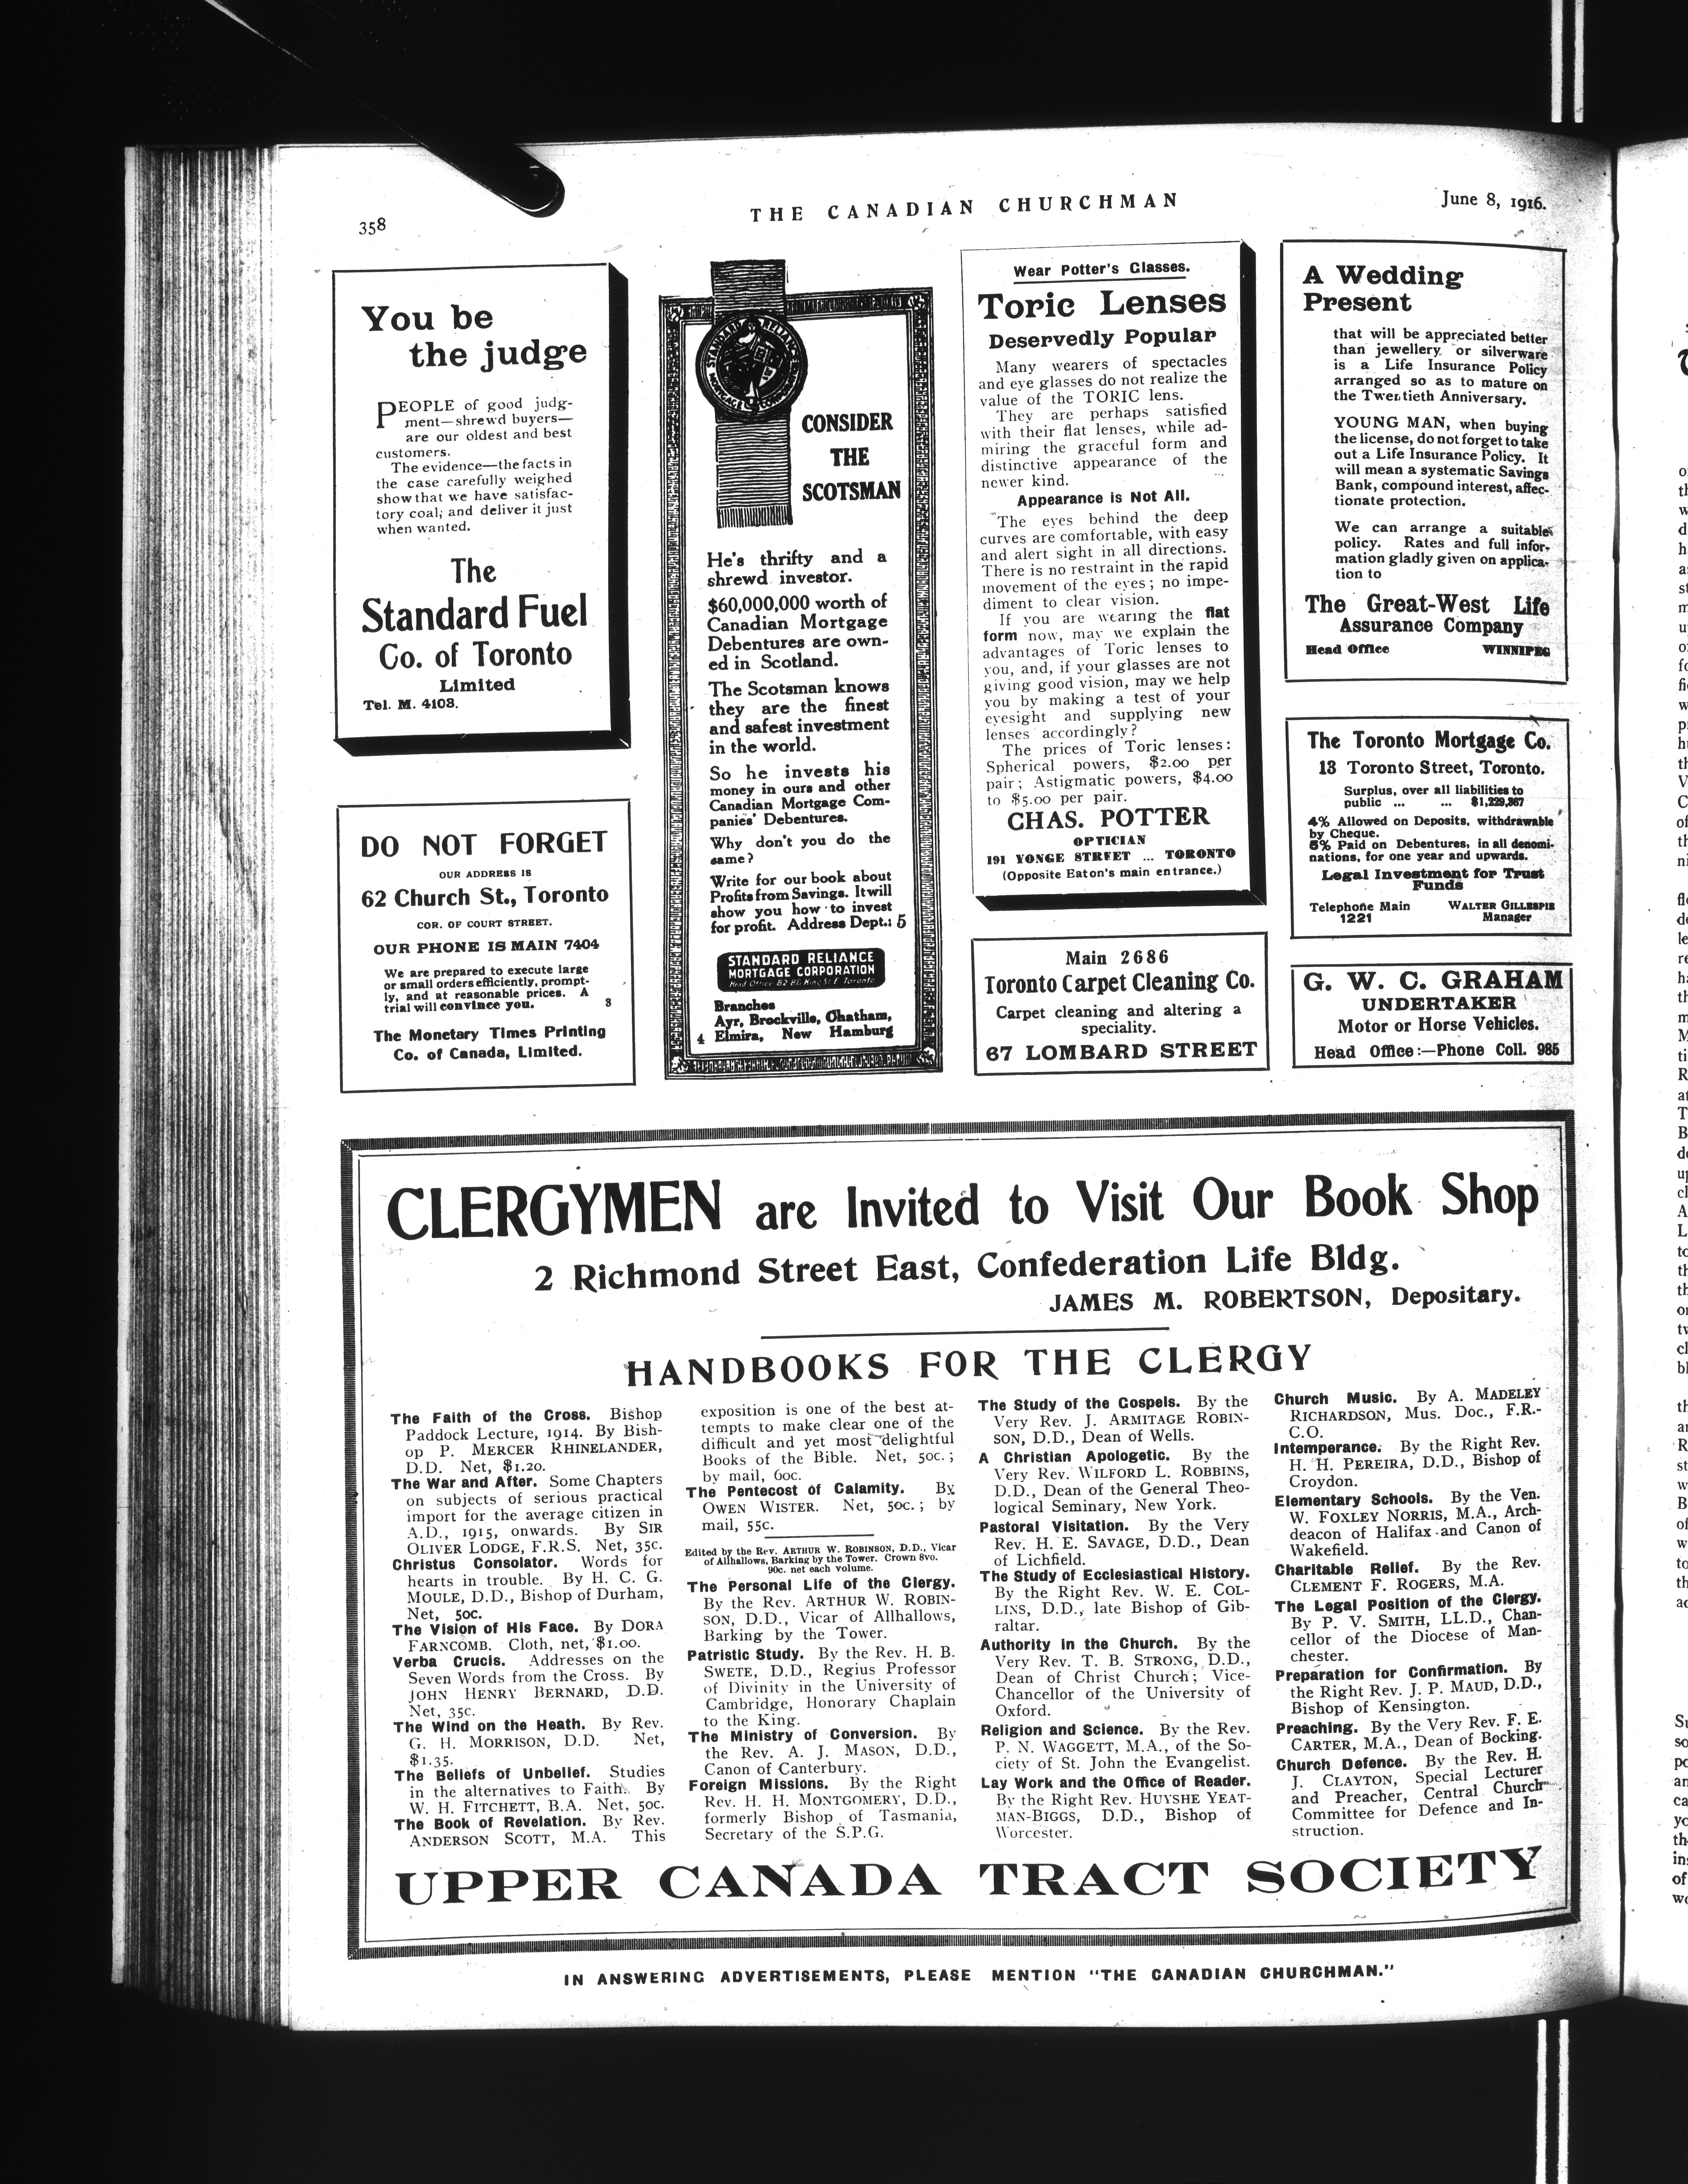 358
THE CANADIAN CHURCHMAN
June 8, 1916.
You be
the judge
PEOPLE of good judg-
ment—shrewd buyers—
are our oldest and best
customers.
The evidence—the facts in
the case carefully weighed
show that we have satisfac-
tory coal; and deliver it just
when wanted.
The
Standard Fuel
Co. of Toronto
Limited
Tel. M. 4103.
DO NOT FORGET
OUR ADDRESS IS
62 Church St., Toronto
COR. OF COURT STREET.
OUR PHONE IS MAIN 7404
We are prepared to execute large
or small orders efficiently, prompt-
ly, and at reasonable prices. A
trial will convince you.
The Monetary Times Printing
Co. of Canada, Limited.
CONSIDER
THE
SCOTSMAN
He's thrifty and a
shrewd investor.
$60,000,000 worth of
Canadian Mortgage
Debentures are own-
ed in Scotland.
The Scotsman knows
they are the finest
and safest investment
in the world.
So he invests his
money in ours and other
Canadian Mortgage Com-
panies' Debentures.
Why don't you do the
same?
Write for our book about
Profits from Savings. It will
show you how to invest
for profit. Address Dept.: 5
STANDARD RELIANCE
MORTGAGE CORPORATION
Head Office 82-88 King St E Toronto
Branches
Ayr, Brockville, Chatham,
4 Elmira, New Hamburg
Wear Potter's Glasses.
Toric Lenses
Deservedly Popular
Many wearers of spectacles
and eye glasses do not realize the
value of the TORIC lens.
They are perhaps satisfied
with their flat lenses, while ad-
miring the graceful form and
distinctive appearance of the
newer kind.
Appearance is Not All.
The eyes behind the deep
curves are comfortable, with easy
and alert sight in all directions.
There is no restraint in the rapid
movement of the eyes; no impe-
diment to clear vision.
If you are wearing the flat
form now, may we explain the
advantages of Toric lenses to
you, and, if your glasses are not
giving good vision, may we help
you by making a test of your
eyesight and supplying new
lenses accordingly?
The prices of Toric lenses:
Spherical powers, $2.00 per
pair; Astigmatic powers, $4.00
to $5.00 per pair.
CHAS. POTTER
OPTICIAN
191 YONGE STREET ... TORONTO
(Opposite Eaton's main entrance.)
Main 2686
Toronto Carpet Cleaning Co.
Carpet cleaning and altering a
speciality.
67 LOMBARD STREET
A Wedding
Present
that will be appreciated better
than jewellery or silverware
is a Life Insurance Policy
arranged so as to mature on
the Twentieth Anniversary.
YOUNG MAN, when buying
the license, do not forget to take
out a Life Insurance Policy. It
will mean a systematic Savings
Bank, compound interest, affec-
tionate protection.
We can arrange a suitable
policy. Rates and full infor-
mation gladly given on applica-
tion to
The Great-West Life
Assurance Company
Head Office WINNIPEG
The Toronto Mortgage Co.
13 Toronto Street, Toronto.
Surplus, over all liabilities to
public ... ... $1,229,367
4% Allowed on Deposits, withdrawable
by Cheque.
5% Paid on Debentures, in all denomi-
nations, for one year and upwards.
Legal Investment for Trust
Funds
Telephone Main WALTER GILLESPIE
1221 Manager
G. W. C. GRAHAM
UNDERTAKER
Motor or Horse Vehicles.
Head Office:—Phone Coll. 985
CLERGYMEN are Invited to Visit Our Book Shop
2 Richmond Street East, Confederation Life Bldg.
JAMES M. ROBERTSON, Depositary.
HANDBOOKS FOR THE CLERGY
The Faith of the Cross. Bishop
Paddock Lecture, 1914. By Bish-
op P. MERCER RHINELANDER,
D.D. Net, $1.20.
The War and After. Some Chapters
on subjects of serious practical
import for the average citizen in
A.D., 1915, onwards. By SIR
OLIVER LODGE, F.R.S. Net, 35c.
Christus Consolator. Words for
hearts in trouble. By H. C. G.
MOULE, D.D., Bishop of Durham,
Net, 50c.
The Vision of His Face. By DORA
FARNCOMB. Cloth, net, $1.00.
Verba Crucis. Addresses on the
Seven Words from the Cross. By
JOHN HENRY BERNARD, D.D.
Net, 35c.
The Wind on the Heath. By Rev.
G. H. MORRISON, D.D. Net,
$1.35.
The Beliefs of Unbelief. Studies
in the alternatives to Faith. By
W. H. FITCHETT, B.A. Net, 50c.
The Book of Revelation. By Rev.
ANDERSON SCOTT, M.A. This
exposition is one of the best at-
tempts to make clear one of the
difficult and yet most delightful
Books of the Bible. Net, 50c.;
by mail, 60c.
The Pentecost of Calamity. By
OWEN WISTER. Net, 50c.; by
mail, 55c.
Edited by the Rev. ARTHUR W. ROBINSON, D.D., Vicar
of Allhallows, Barking by the Tower. Crown 8vo.
90c. net each volume.
The Personal Life of the Clergy.
By the Rev. ARTHUR W. ROBIN-
SON, D.D., Vicar of Allhallows,
Barking by the Tower.
Patristic Study. By the Rev. H. B.
SWETE, D.D., Regius Professor
of Divinity in the University of
Cambridge, Honorary Chaplain
to the King.
The Ministry of Conversion. By
the Rev. A. J. MASON, D.D.,
Canon of Canterbury.
Foreign Missions. By the Right
Rev. H. H. MONTGOMERY, D.D.,
formerly Bishop of Tasmania,
Secretary of the S.P.G.
The Study of the Gospels. By the
Very Rev. J. ARMITAGE ROBIN-
SON, D.D., Dean of Wells.
A Christian Apologetic. By the
Very Rev. WILFORD L. ROBBINS,
D.D., Dean of the General Theo-
logical Seminary, New York.
Pastoral Visitation. By the Very
Rev. H. E. SAVAGE, D.D., Dean
of Lichfield.
The Study of Ecclesiastical History.
By the Right Rev. W. E. COL-
LINS, D.D., late Bishop of Gib-
raltar.
Authority in the Church. By the
Very Rev. T. B. STRONG, D.D.,
Dean of Christ Church; Vice-
Chancellor of the University of
Oxford.
Religion and Science. By the Rev.
P. N. WAGGETT, M.A., of the So-
ciety of St. John the Evangelist.
Lay Work and the Office of Reader.
By the Right Rev. HUYSHE YEAT-
MAN-BIGGS, D.D., Bishop of
Worcester.
Church Music. By A. MADELEY
RICHARDSON, Mus. Doc., F.R.-
C.O.
Intemperance. By the Right Rev.
H. H. PEREIRA, D.D., Bishop of
Croydon.
Elementary Schools. By the Ven.
W. FOXLEY NORRIS, M.A., Arch-
deacon of Halifax and Canon of
Wakefield.
Charitable Relief. By the Rev.
CLEMENT F. ROGERS, M.A.
The Legal Position of the Clergy.
By P. V. SMITH, LL.D., Chan-
cellor of the Diocese of Man-
chester.
Preparation for Confirmation. By
the Right Rev. J. P. MAUD, D.D.,
Bishop of Kensington.
Preaching. By the Very Rev. F. E.
CARTER, M.A., Dean of Bocking.
Church Defence. By the Rev. H.
J. CLAYTON, Special Lecturer
and Preacher, Central Church
Committee for Defence and In-
struction.
UPPER CANADA TRACT SOCIETY
IN ANSWERING ADVERTISEMENTS, PLEASE MENTION "THE CANADIAN CHURCHMAN."